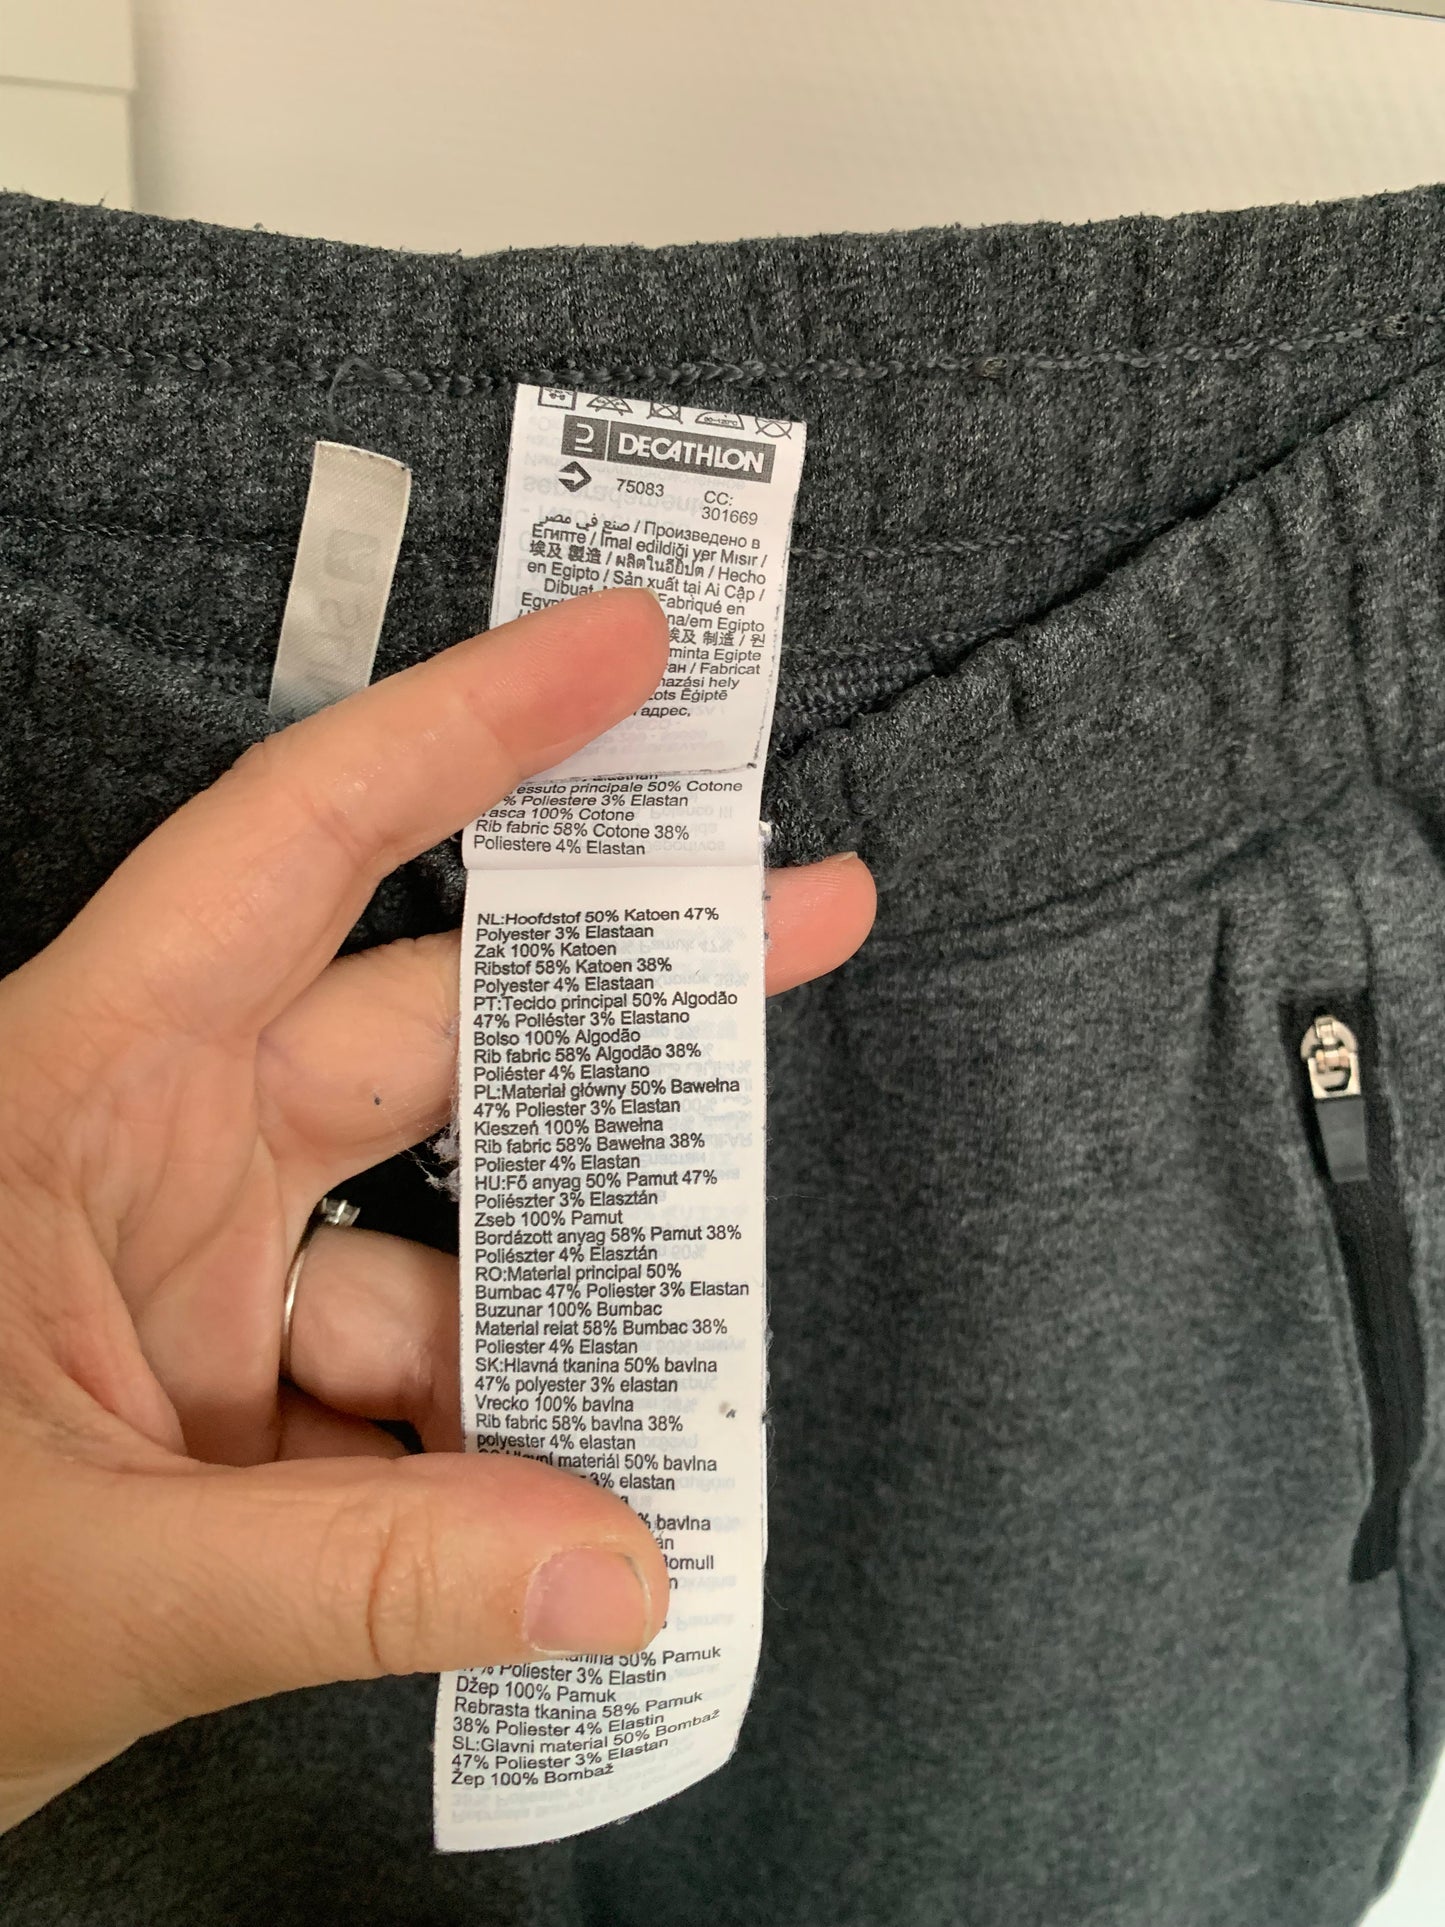 DECATHLON
75083 CC:
301669
صنع في مصر / Произведено в
Египте / İmal edildiği yer Mısır /
埃及 製造 / ผลิตในอียิปต์ / Hecho
en Egipto / Sản xuất tại Ai Cập /
Fabriqué en
na/em Egipto
埃及 制造 / 원
minta Egipte
/ Fabricat
hely
Ēģiptē
адрес,
essuto principale 50% Cotone
% Poliestere 3% Elastan
Tasca 100% Cotone
Rib fabric 58% Cotone 38%
Poliestere 4% Elastan
NL:Hoofdstof 50% Katoen 47%
Polyester 3% Elastaan
Zak 100% Katoen
Ribstof 58% Katoen 38%
Polyester 4% Elastaan
PT:Tecido principal 50% Algodão
47% Poliéster 3% Elastano
Bolso 100% Algodão
Rib fabric 58% Algodão 38%
Poliéster 4% Elastano
PL:Materiał główny 50% Bawełna
47% Poliester 3% Elastan
Kieszeń 100% Bawełna
Rib fabric 58% Bawełna 38%
Poliester 4% Elastan
HU:Fő anyag 50% Pamut 47%
Poliészter 3% Elasztán
Zseb 100% Pamut
Bordázott anyag 58% Pamut 38%
Poliészter 4% Elasztán
RO:Material principal 50%
Bumbac 47% Poliester 3% Elastan
Buzunar 100% Bumbac
Material reiat 58% Bumbac 38%
Poliester 4% Elastan
SK:Hlavná tkanina 50% bavlna
47% polyester 3% elastan
Vrecko 100% bavlna
Rib fabric 58% bavlna 38%
polyester 4% elastan
materiál 50% bavlna
3% elastan
% bavlna
Bomull
50% Pamuk
Poliester 3% Elastin
Džep 100% Pamuk
Rebrasta tkanina 58% Pamuk
38% Poliester 4% Elastin
SL:Glavni material 50% Bombaž
47% Poliester 3% Elastan
Žep 100% Bombaž